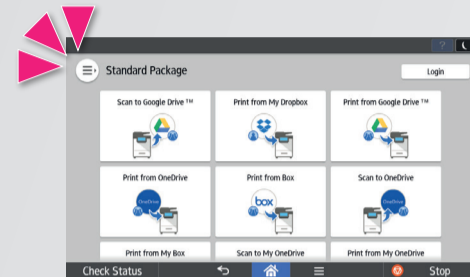 ?
Standard Package
Login
Scan to Google Drive ™
Print from My Dropbox
Print from Google Drive ™
Print from OneDrive
Print from Box
Scan to OneDrive
OneDrive
box
OneDrive
Print from My Box
Scan to My OneDrive
Print from My OneDrive
Check Status
Stop